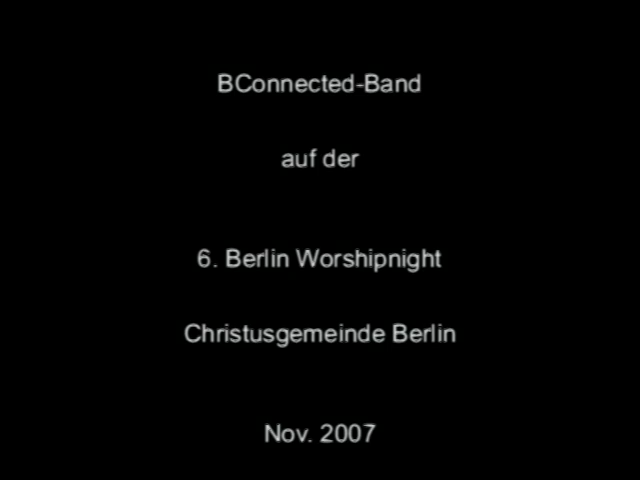 BConnected-Band
auf der
6. Berlin Worshipnight
Christusgemeinde Berlin
Nov. 2007